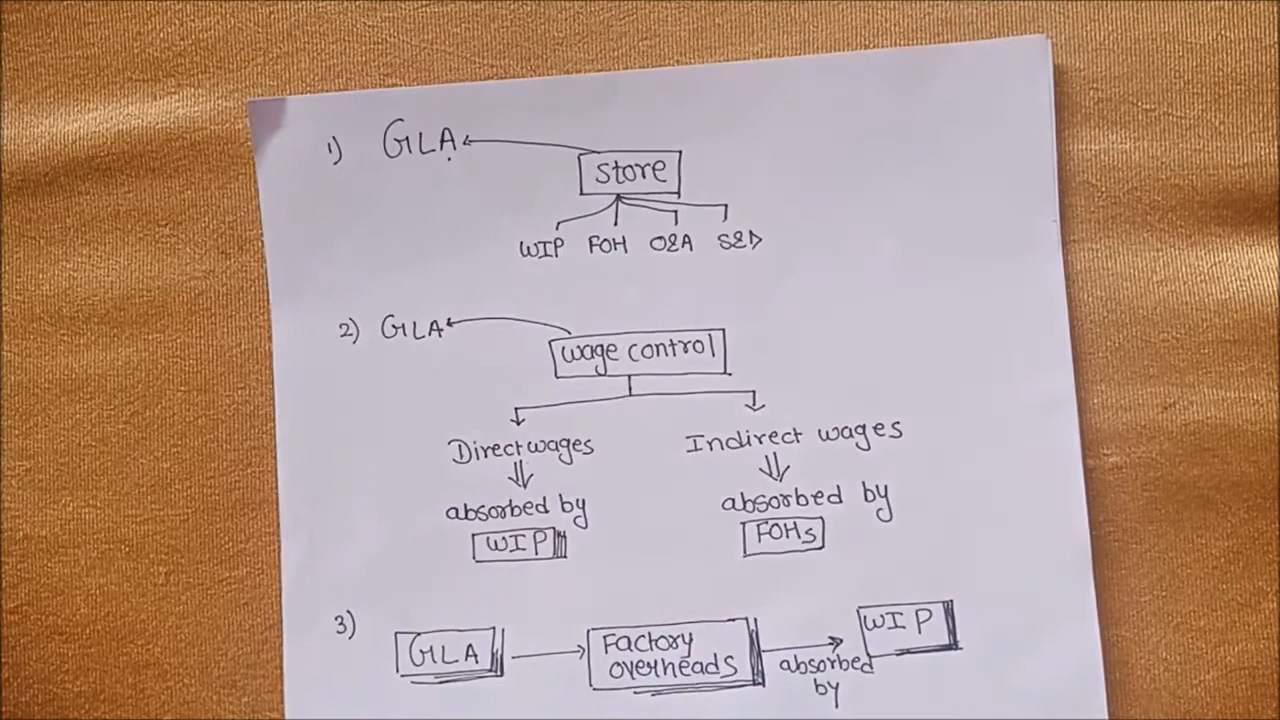 1) GLA
Store
WIP FOH O&A S&D
2) GLA
Wage control
Direct wages Indirect wages
absorbed by absorbed by
WIP FOHs
3)
GLA Factory overheads absorbed by WIP